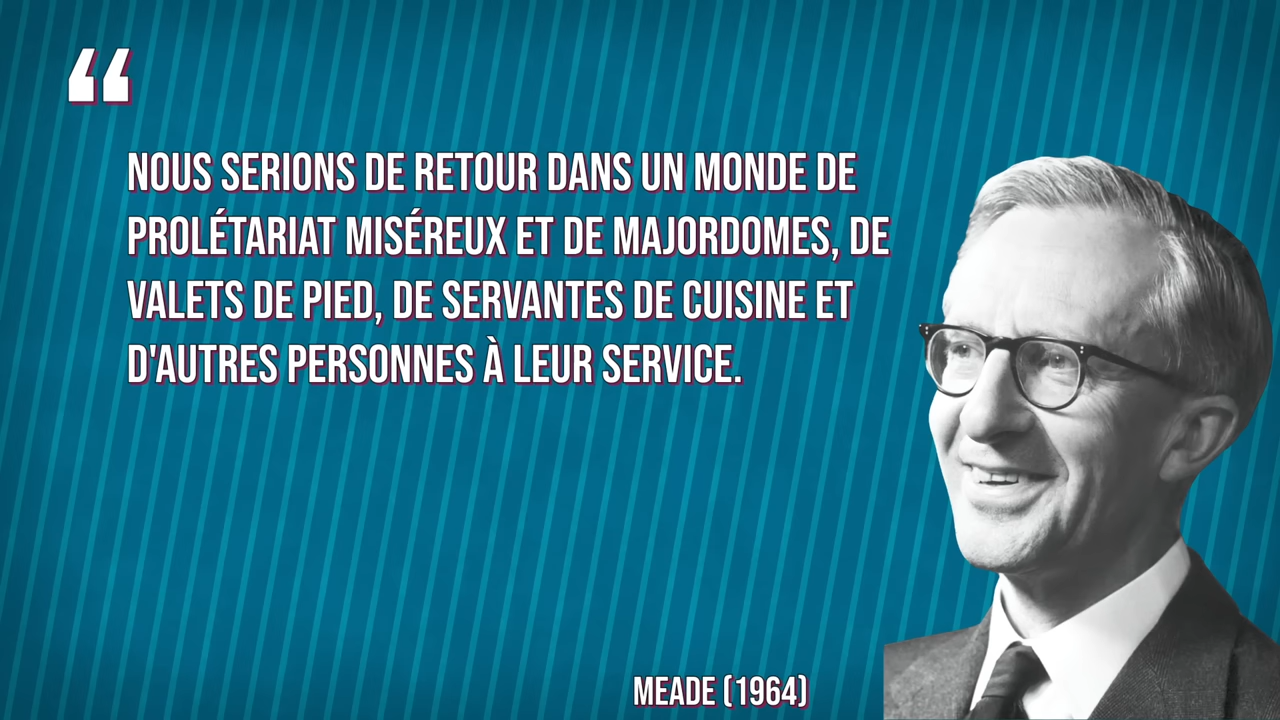 “
NOUS SERIONS DE RETOUR DANS UN MONDE DE
PROLÉTARIAT MISÉREUX ET DE MAJORDOMES, DE
VALETS DE PIED, DE SERVANTES DE CUISINE ET
D'AUTRES PERSONNES À LEUR SERVICE.
MEADE (1964)